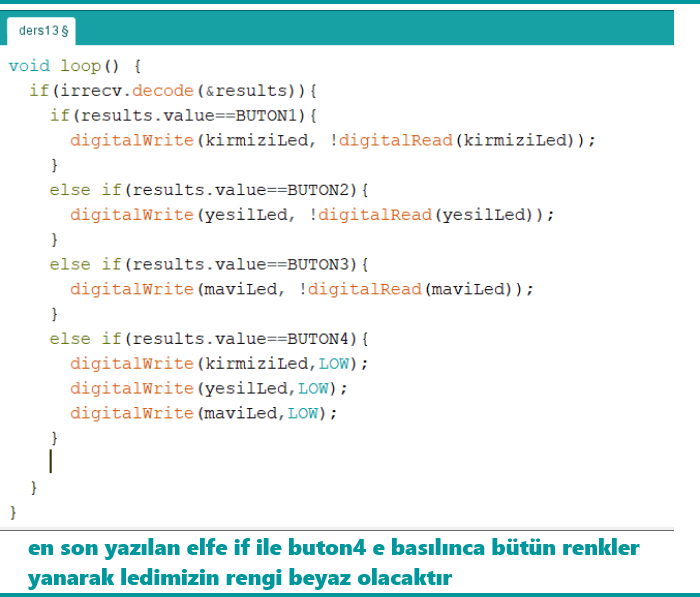 ders13 §
void loop() {
  if(irrecv.decode(&results)){
    if(results.value==BUTON1){
      digitalWrite(kirmiziLed, !digitalRead(kirmiziLed));
    }
    else if(results.value==BUTON2){
      digitalWrite(yesilLed, !digitalRead(yesilLed));
    }
    else if(results.value==BUTON3){
      digitalWrite(maviLed, !digitalRead(maviLed));
    }
    else if(results.value==BUTON4){
      digitalWrite(kirmiziLed,LOW);
      digitalWrite(yesilLed,LOW);
      digitalWrite(maviLed,LOW);
    }
  }
}
en son yazılan elfe if ile buton4 e basılınca bütün renkler
yanarak ledimizin rengi beyaz olacaktır